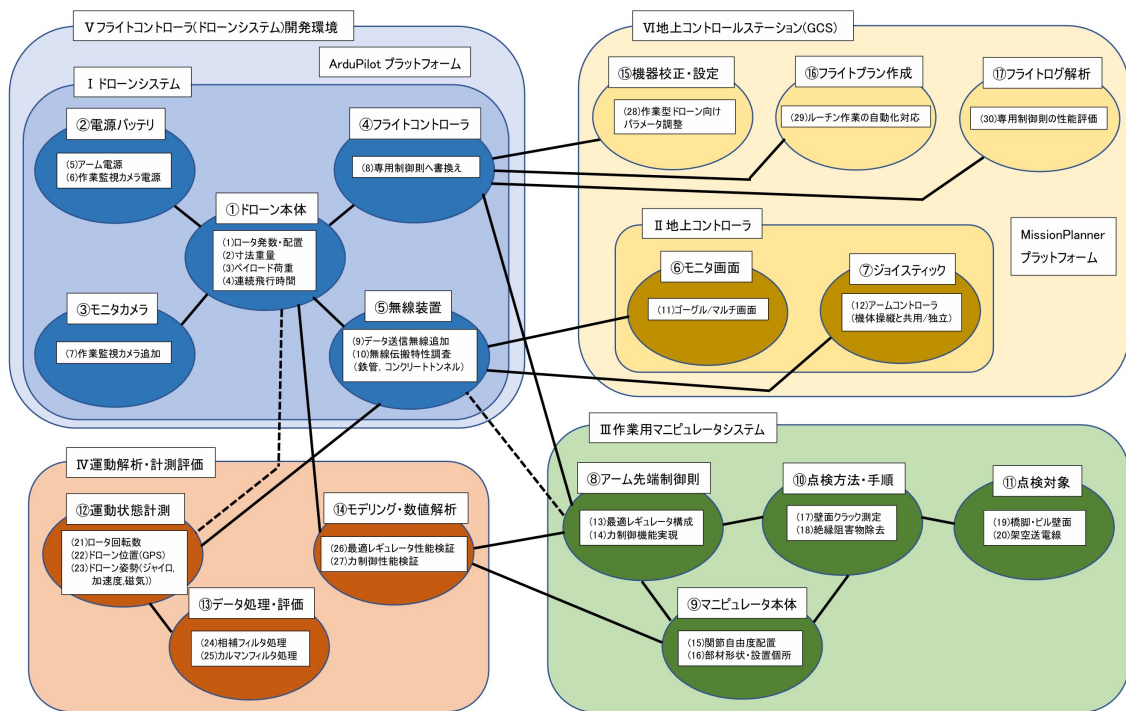 Ⅴフライトコントローラ(ドローンシステム)開発環境
ArduPilot プラットフォーム
Ⅰ ドローンシステム
②電源バッテリ
(5)アーム電源
(6)作業監視カメラ電源
④フライトコントローラ
(8)専用制御則へ書換え
①ドローン本体
(1)ロータ発数・配置
(2)寸法重量
(3)ペイロード荷重
(4)連続飛行時間
③モニタカメラ
(7)作業監視カメラ追加
⑤無線装置
(9)データ送信無線追加
(10)無線伝搬特性調査
(鉄管, コンクリートトンネル)
Ⅵ地上コントロールステーション(GCS)
⑮機器校正・設定
(28)作業型ドローン向け
パラメータ調整
⑯フライトプラン作成
(29)ルーチン作業の自動化対応
⑰フライトログ解析
(30)専用制御則の性能評価
Ⅱ 地上コントローラ
⑥モニタ画面
(11)ゴーグル/マルチ画面
⑦ジョイスティック
(12)アームコントローラ
(機体操縦と共用/独立)
MissionPlanner
プラットフォーム
Ⅳ運動解析・計測評価
⑫運動状態計測
(21)ロータ回転数
(22)ドローン位置(GPS)
(23)ドローン姿勢(ジャイロ,
加速度,磁気))
⑭モデリング・数値解析
(26)最適レギュレータ性能検証
(27)力制御性能検証
⑬データ処理・評価
(24)相補フィルタ処理
(25)カルマンフィルタ処理
Ⅲ作業用マニピュレータシステム
⑧アーム先端制御則
(13)最適レギュレータ構成
(14)力制御機能実現
⑩点検方法・手順
(17)壁面クラック測定
(18)絶縁阻害物除去
⑪点検対象
(19)橋脚・ビル壁面
(20)架空送電線
⑨マニピュレータ本体
(15)関節自由度配置
(16)部材形状・設置個所